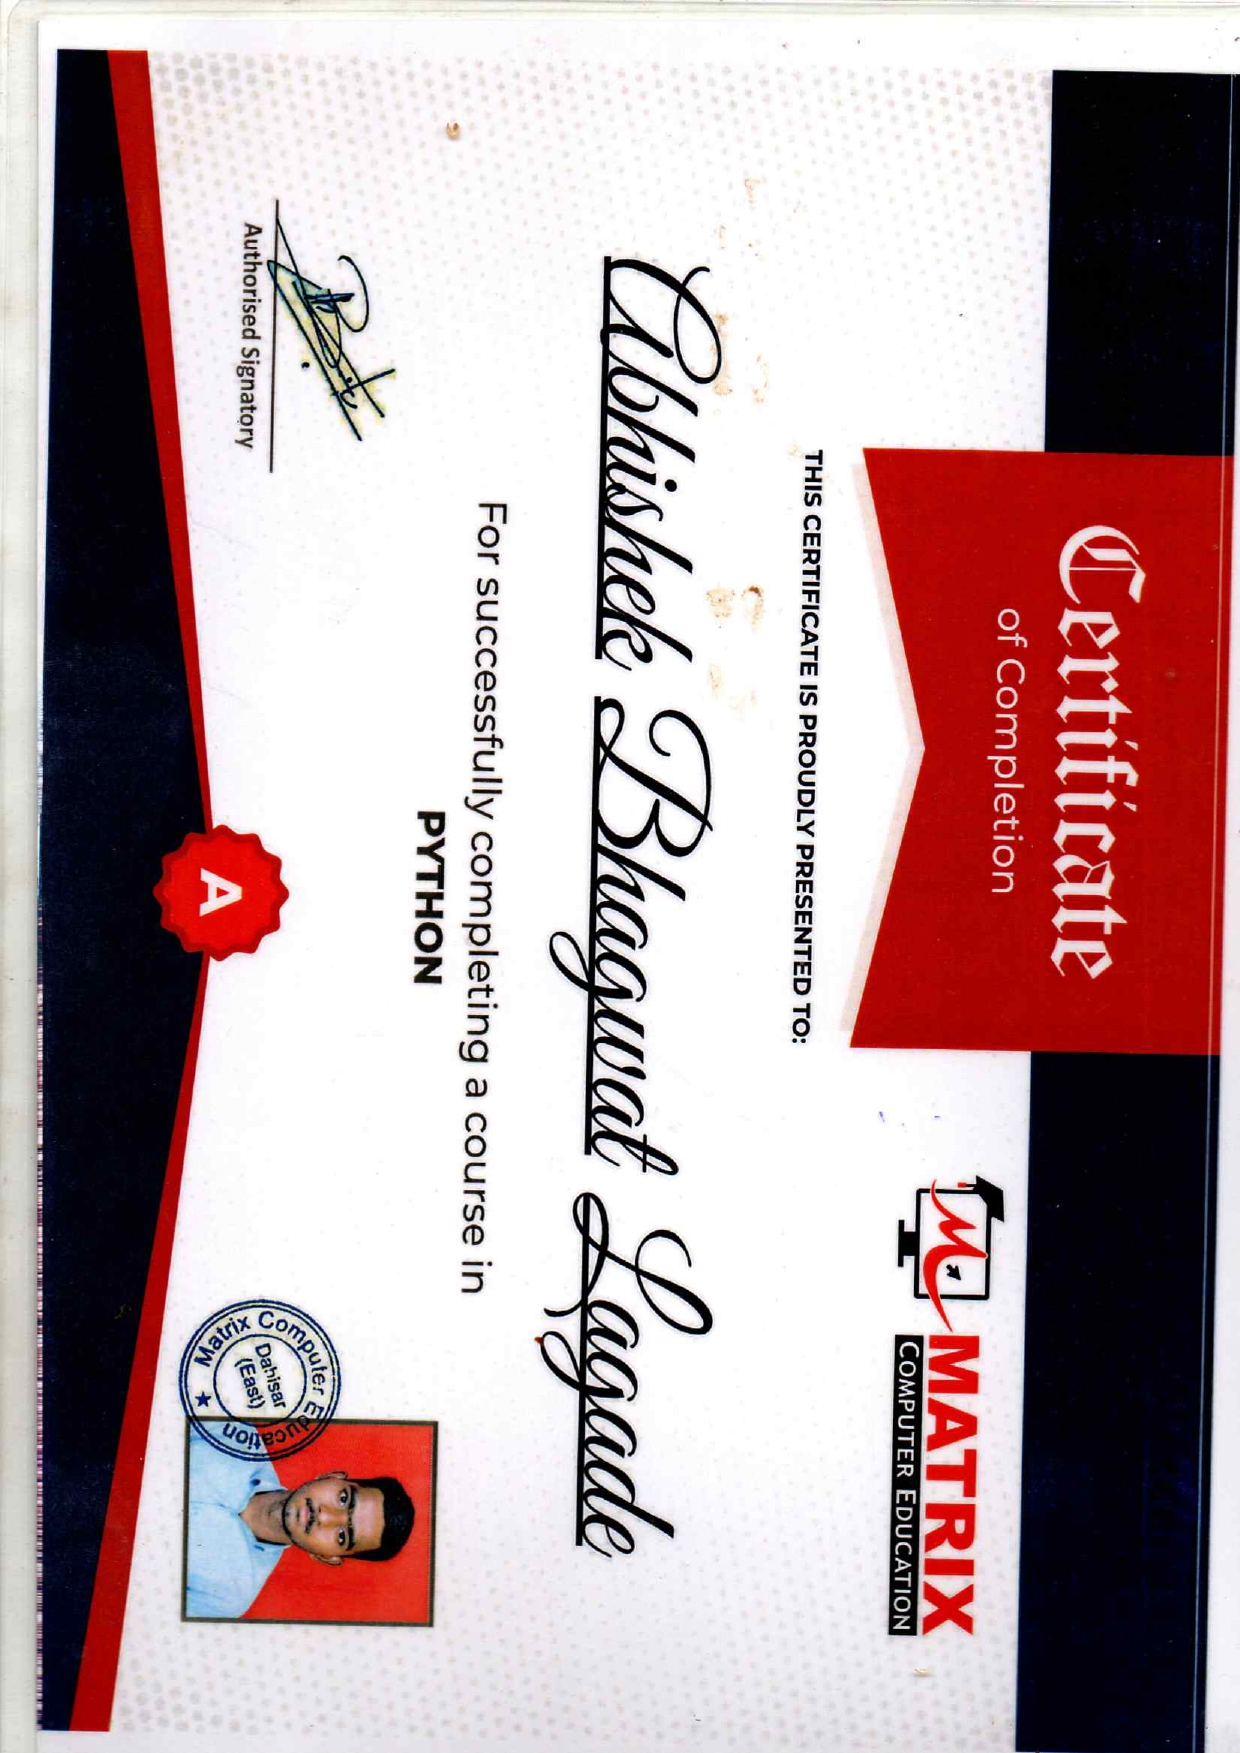 Certificate
of Completion
MATRIX
COMPUTER EDUCATION
THIS CERTIFICATE IS PROUDLY PRESENTED TO:
Abhishek Bhagwat Lagade
For successfully completing a course in
PYTHON
Authorised Signatory
A
Matrix Computer Education
Dahisar
(East)